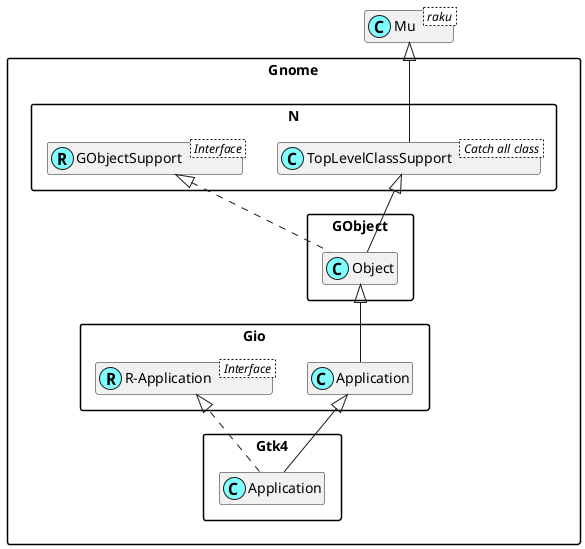 C Mu raku
Gnome
N
R GObjectSupport Interface
C TopLevelClassSupport Catch all class
GObject
C Object
Gio
R R-Application Interface
C Application
Gtk4
C Application